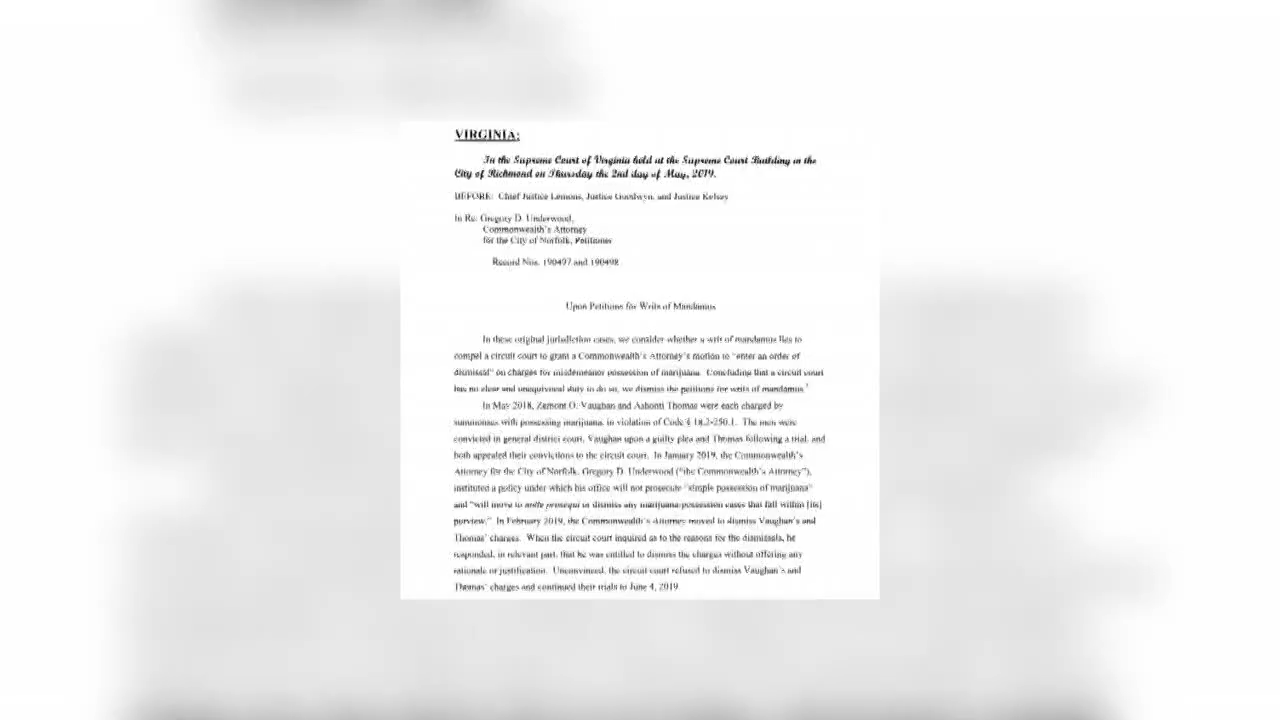 VIRGINIA:
In the Supreme Court of Virginia held at the Supreme Court Building in the
City of Richmond on Thursday the 2nd day of May, 2019.
BEFORE: Chief Justice Lemons, Justice Goodwyn, and Justice Kelsey
In Re: Gregory D. Underwood,
Commonwealth's Attorney
for the City of Norfolk, Petitioner
Record Nos. 190497 and 190498
Upon Petitions for Writs of Mandamus
In these original jurisdiction cases, we consider whether a writ of mandamus lies to
compel a circuit court to grant a Commonwealth's Attorney's motion to "enter an order of
dismissal" on charges for misdemeanor possession of marijuana. Concluding that a circuit court
has no clear and unequivocal duty to do so, we dismiss the petitions for writs of mandamus.¹
In May 2018, Zemont O. Vaughan and Ashonti Thomas were each charged by
summonses with possessing marijuana, in violation of Code § 18.2-250.1. The men were
convicted in general district court, Vaughan upon a guilty plea and Thomas following a trial, and
both appealed their convictions to the circuit court. In January 2019, the Commonwealth's
Attorney for the City of Norfolk, Gregory D. Underwood ("the Commonwealth's Attorney"),
instituted a policy under which his office will not prosecute "simple possession of marijuana"
and "will move to nolle prosequi or dismiss any marijuana possession cases that fall within [its]
purview." In February 2019, the Commonwealth's Attorney moved to dismiss Vaughan's and
Thomas' charges. When the circuit court inquired as to the reasons for the dismissals, he
responded, in relevant part, that he was entitled to dismiss the charges without offering any
rationale or justification. Unconvinced, the circuit court refused to dismiss Vaughan's and
Thomas' charges and continued their trials to June 4, 2019.